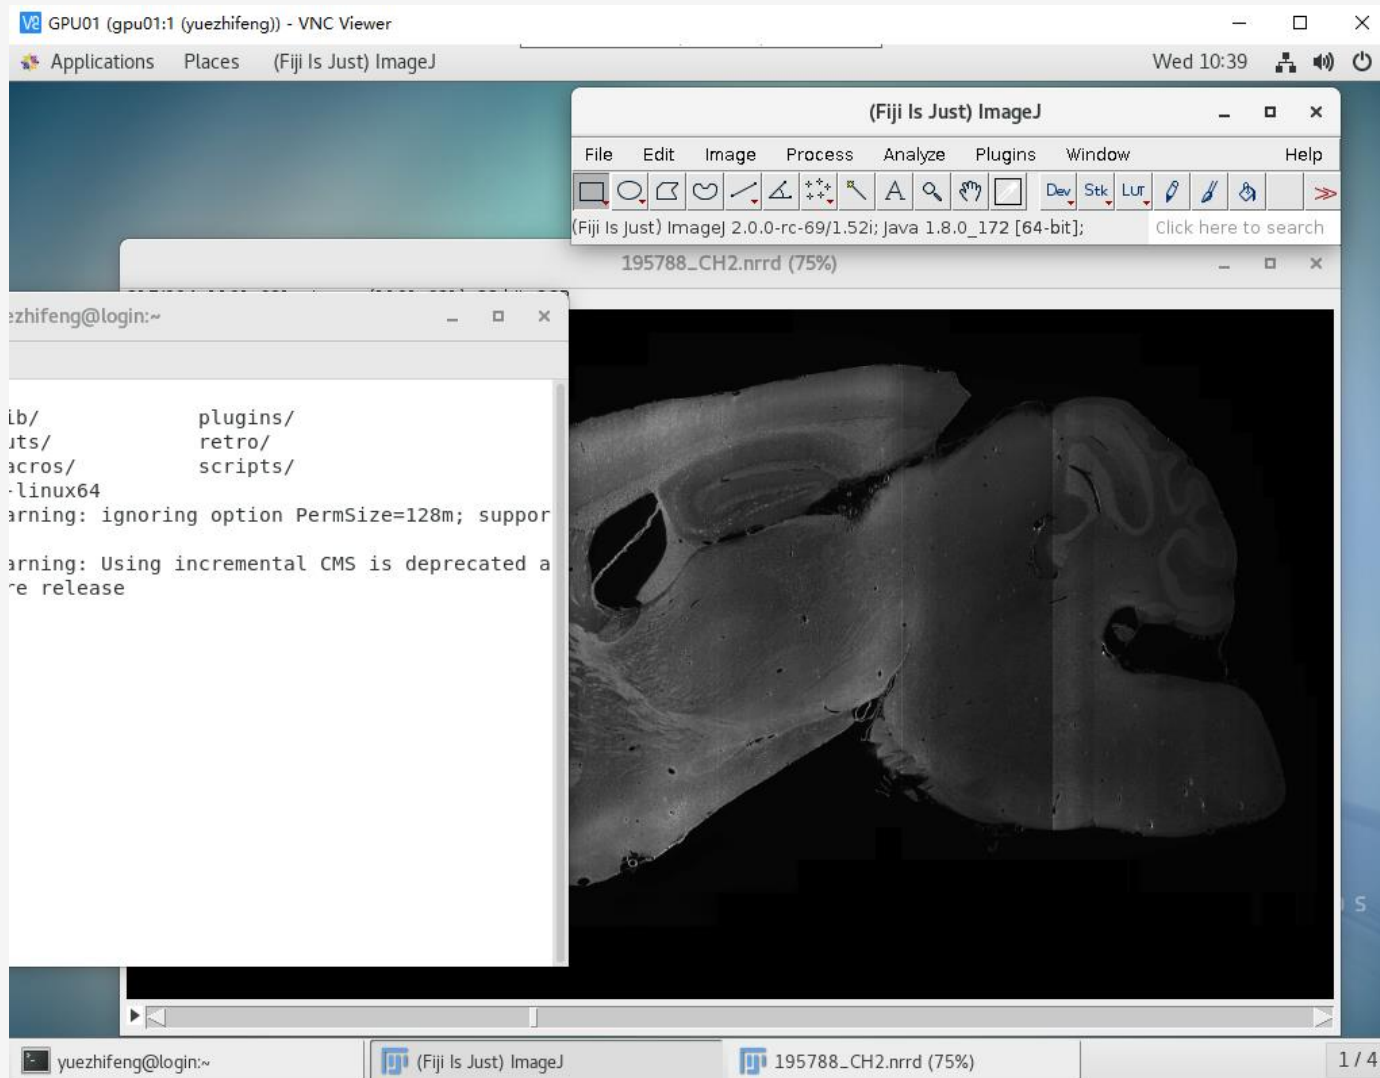 GPU01 (gpu01:1 (yuezhifeng)) - VNC Viewer
Applications Places (Fiji Is Just) ImageJ Wed 10:39
(Fiji Is Just) ImageJ
File Edit Image Process Analyze Plugins Window Help
A Dev Stk LUT
(Fiji Is Just) ImageJ 2.0.0-rc-69/1.52i; Java 1.8.0_172 [64-bit]; Click here to search
195788_CH2.nrrd (75%)
ezhifeng@login:~
ib/ plugins/
uts/ retro/
acros/ scripts/
-linux64
arning: ignoring option PermSize=128m; suppor
arning: Using incremental CMS is deprecated a
re release
S
yuezhifeng@login:~ (Fiji Is Just) ImageJ 195788_CH2.nrrd (75%) 1 / 4